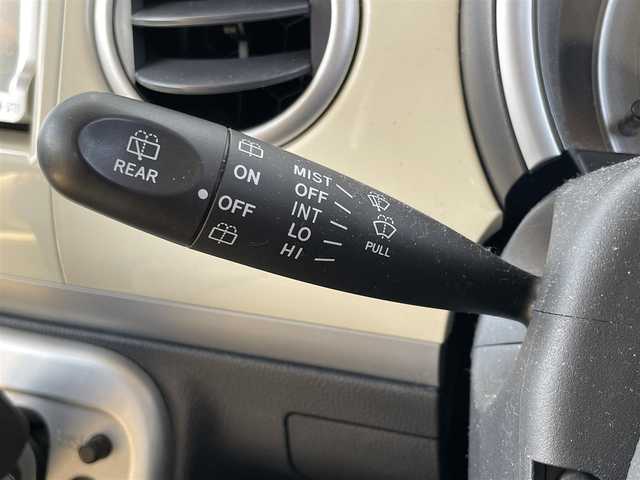 REAR
ON
OFF
MIST
OFF
INT
LO
HI
PULL